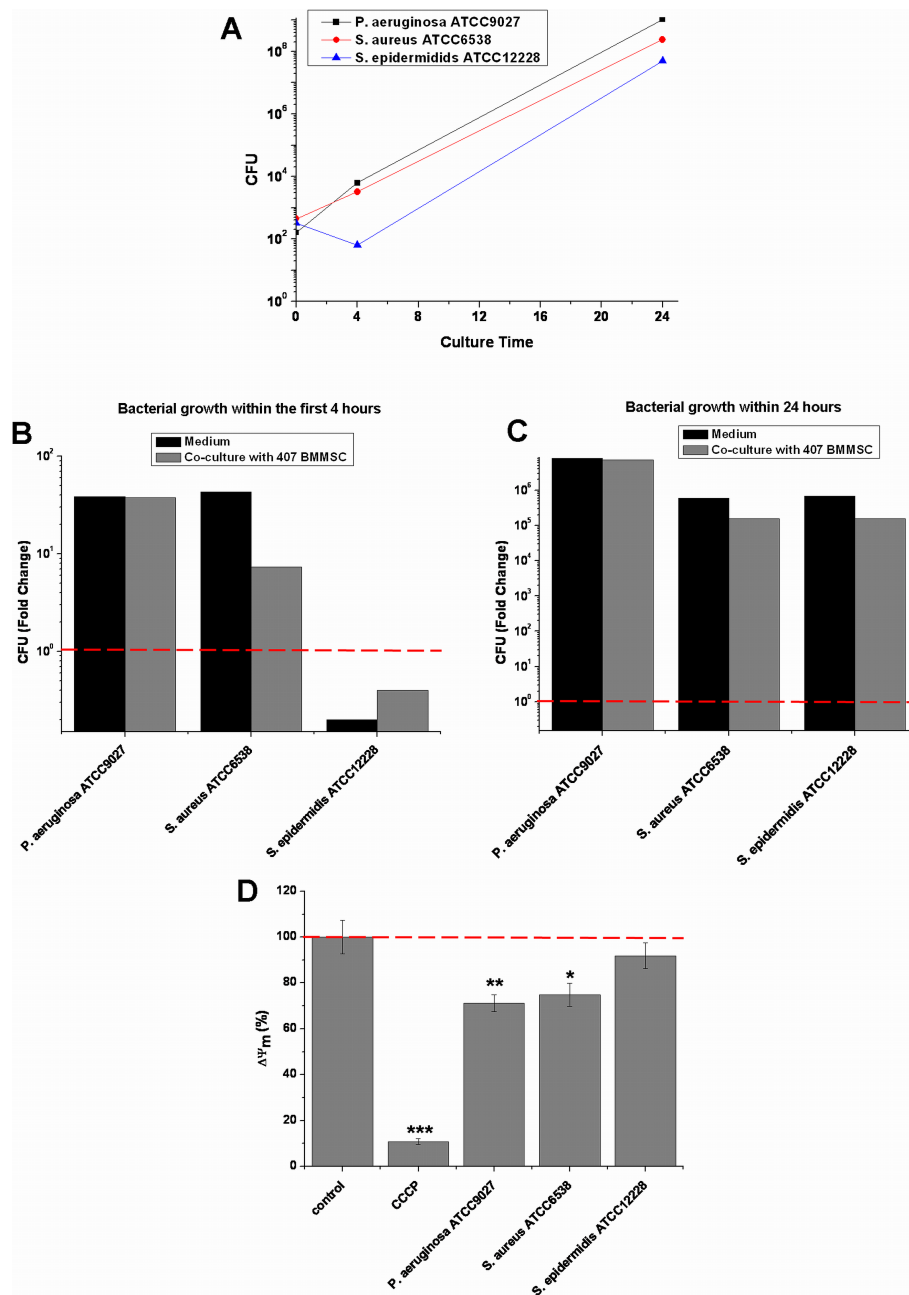 A
P. aeruginosa ATCC9027
S. aureus ATCC6538
S. epidermidids ATCC12228
10^8
10^6
10^4
10^2
10^0
CFU
0 4 8 12 16 20 24
Culture Time
B
Bacterial growth within the first 4 hours
Medium
Co-culture with 407 BMMSC
10^2
10^1
10^0
CFU (Fold Change)
P. aeruginosa ATCC9027
S. aureus ATCC6538
S. epidermidis ATCC12228
C
Bacterial growth within 24 hours
Medium
Co-culture with 407 BMMSC
10^6
10^5
10^4
10^3
10^2
10^1
10^0
CFU (Fold Change)
P. aeruginosa ATCC9027
S. aureus ATCC6538
S. epidermidis ATCC12228
D
120
100
80
60
40
20
0
ΔΨm (%)
***
**
*
control
CCCP
P. aeruginosa ATCC9027
S. aureus ATCC6538
S. epidermidis ATCC12228